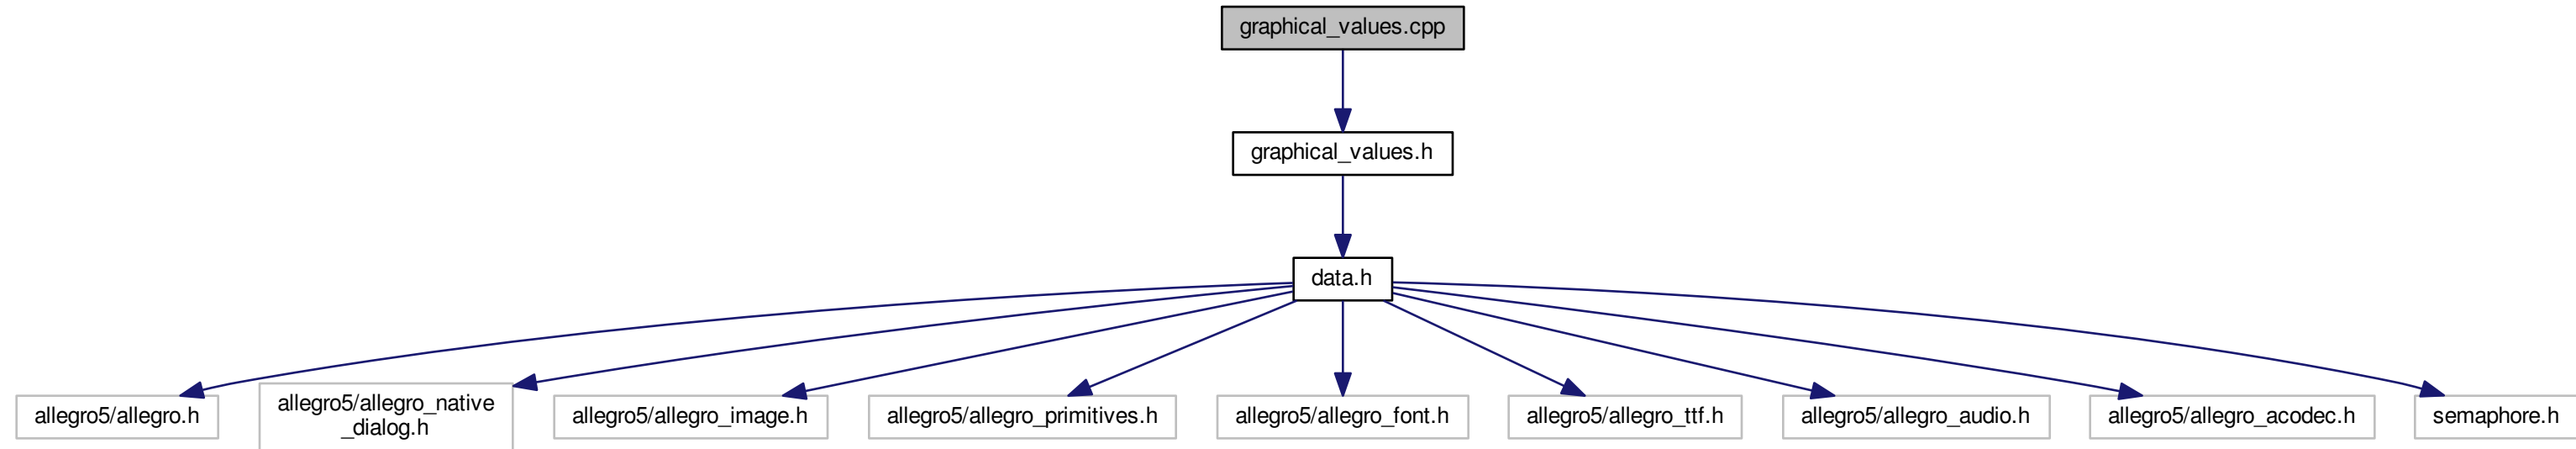 graphical_values.cpp
graphical_values.h
data.h
allegro5/allegro.h
allegro5/allegro_native
_dialog.h
allegro5/allegro_image.h
allegro5/allegro_primitives.h
allegro5/allegro_font.h
allegro5/allegro_ttf.h
allegro5/allegro_audio.h
allegro5/allegro_acodec.h
semaphore.h